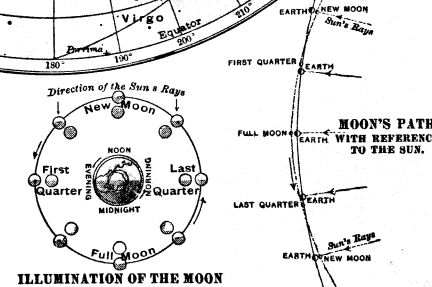 Virgo
Porrima
Equator
180°
190°
200°
210°
Direction of the Sun s Rays
New Moon
First Quarter
Last Quarter
NOON
EVENING
MORNING
MIDNIGHT
Full Moon
ILLUMINATION OF THE MOON
EARTH NEW MOON
Sun's Rays
FIRST QUARTER EARTH
FULL MOON EARTH
MOON'S PATH
WITH REFERENC
TO THE SUN.
LAST QUARTER EARTH
Sun's Rays
EARTH NEW MOON